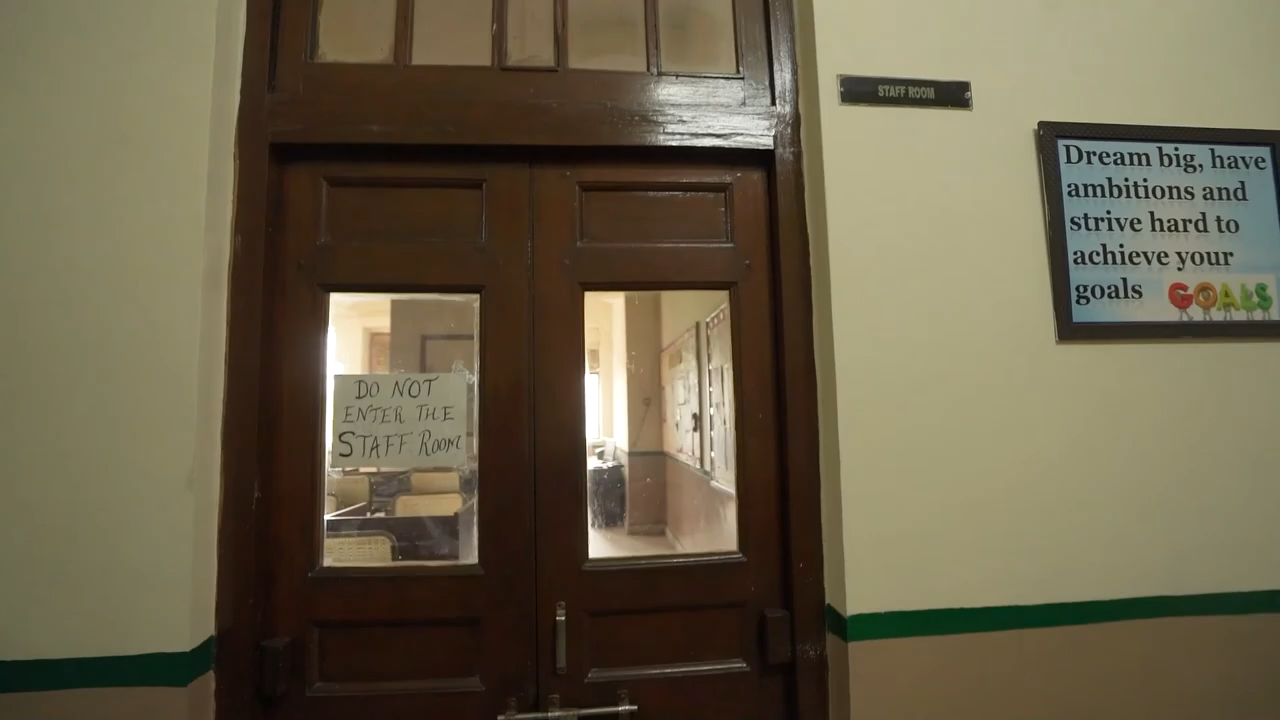 STAFF ROOM
Dream big, have
ambitions and
strive hard to
achieve your
goals GOALS
DO NOT
ENTER THE
STAFF ROOM